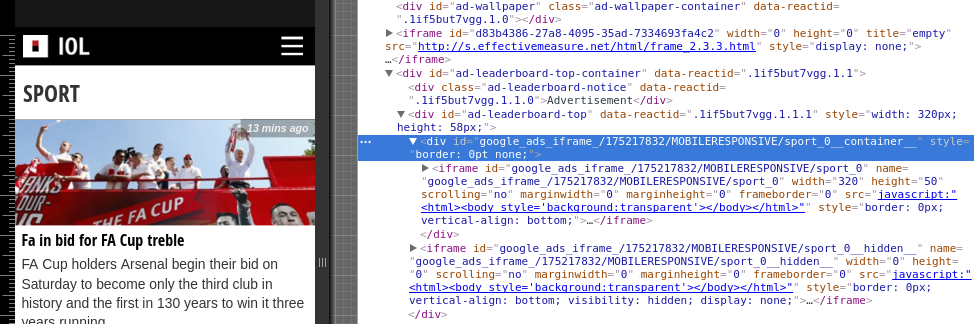 IOL
SPORT
13 mins ago
THE FA CUP
Fa in bid for FA Cup treble
FA Cup holders Arsenal begin their bid on
Saturday to become only the third club in
history and the first in 130 years to win it three
years running
<div id="ad-wallpaper" class="ad-wallpaper-container" data-reactid=
".1if5but7vgg.1.0"></div>
<iframe id="d83b4386-27a8-4095-35ad-7334693fa4c2" width="0" height="0" title="empty"
src="http://s.effectivemeasure.net/html/frame_2.3.3.html" style="display: none;">
…</iframe>
<div id="ad-leaderboard-top-container" data-reactid=".1if5but7vgg.1.1">
<div class="ad-leaderboard-notice" data-reactid=
".1if5but7vgg.1.1.0">Advertisement</div>
<div id="ad-leaderboard-top" data-reactid=".1if5but7vgg.1.1.1" style="width: 320px;
height: 58px;">
<div id="google_ads_iframe_/175217832/MOBILERESPONSIVE/sport_0__container__" style=
"border: 0pt none;">
<iframe id="google_ads_iframe_/175217832/MOBILERESPONSIVE/sport_0" name=
"google_ads_iframe_/175217832/MOBILERESPONSIVE/sport_0" width="320" height="50"
scrolling="no" marginwidth="0" marginheight="0" frameborder="0" src="javascript:"
<html><body style='background:transparent'></body></html>" style="border: 0px;
vertical-align: bottom;">…</iframe>
</div>
<iframe id="google_ads_iframe_/175217832/MOBILERESPONSIVE/sport_0__hidden__" name=
"google_ads_iframe_/175217832/MOBILERESPONSIVE/sport_0__hidden__" width="0" height=
"0" scrolling="no" marginwidth="0" marginheight="0" frameborder="0" src="javascript:"
<html><body style='background:transparent'></body></html>" style="border: 0px;
vertical-align: bottom; visibility: hidden; display: none;">…</iframe>
</div>